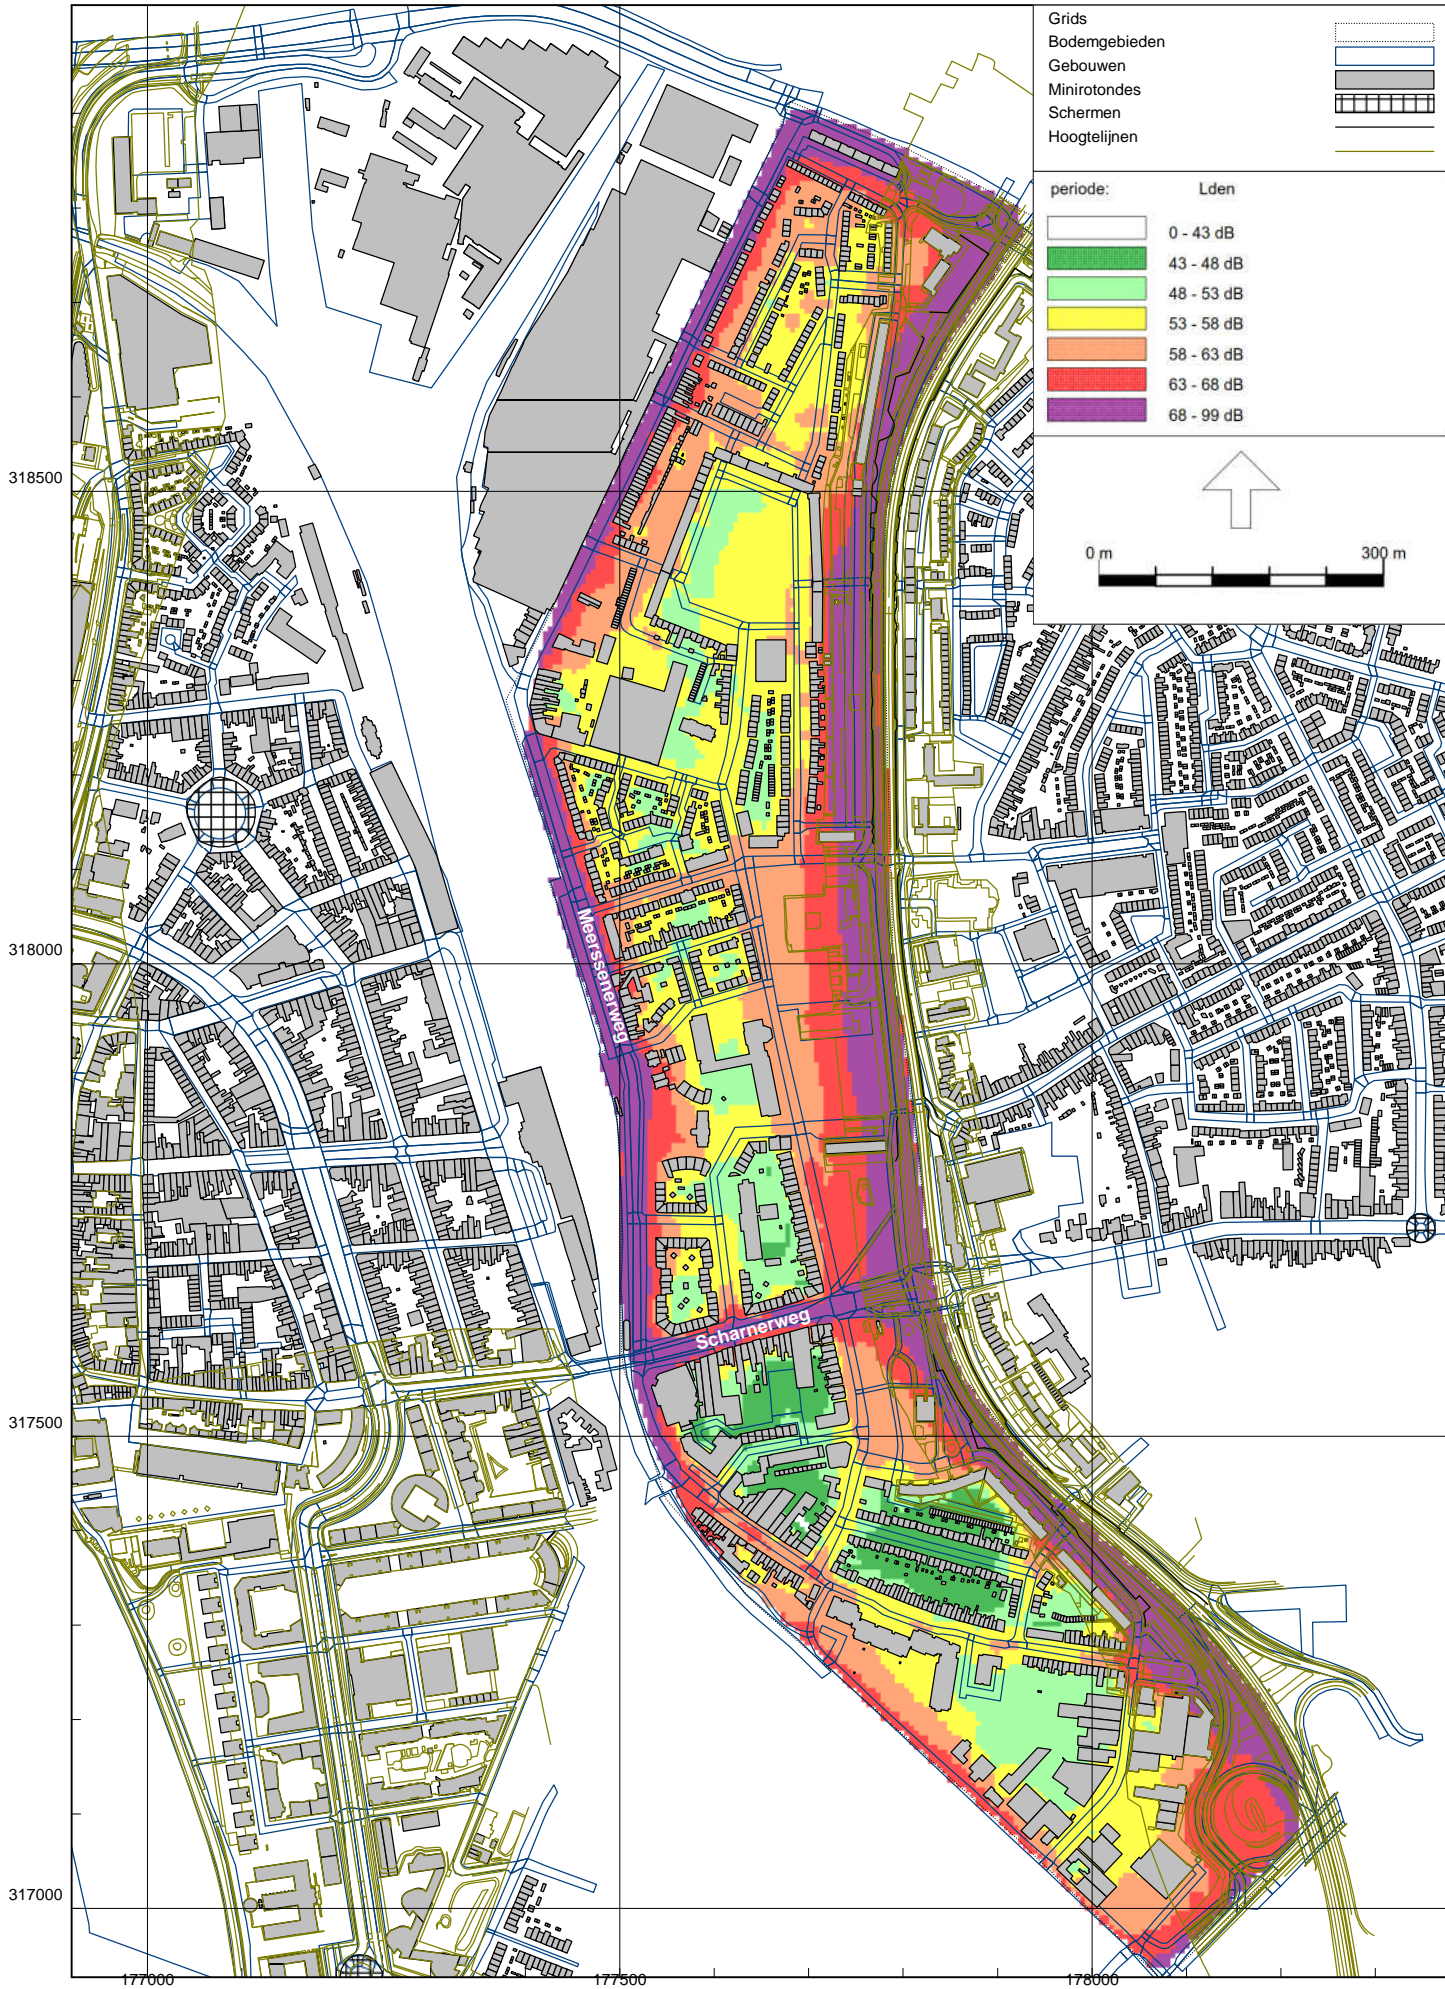 Grids
Bodemgebieden
Gebouwen
Minirotondes
Schermen
Hoogtelijnen
periode: Lden
0 - 43 dB
43 - 48 dB
48 - 53 dB
53 - 58 dB
58 - 63 dB
63 - 68 dB
68 - 99 dB
0 m 300 m
318500
318000
317500
317000
Meerssenerweg
Scharnerweg
177000 177500 178000